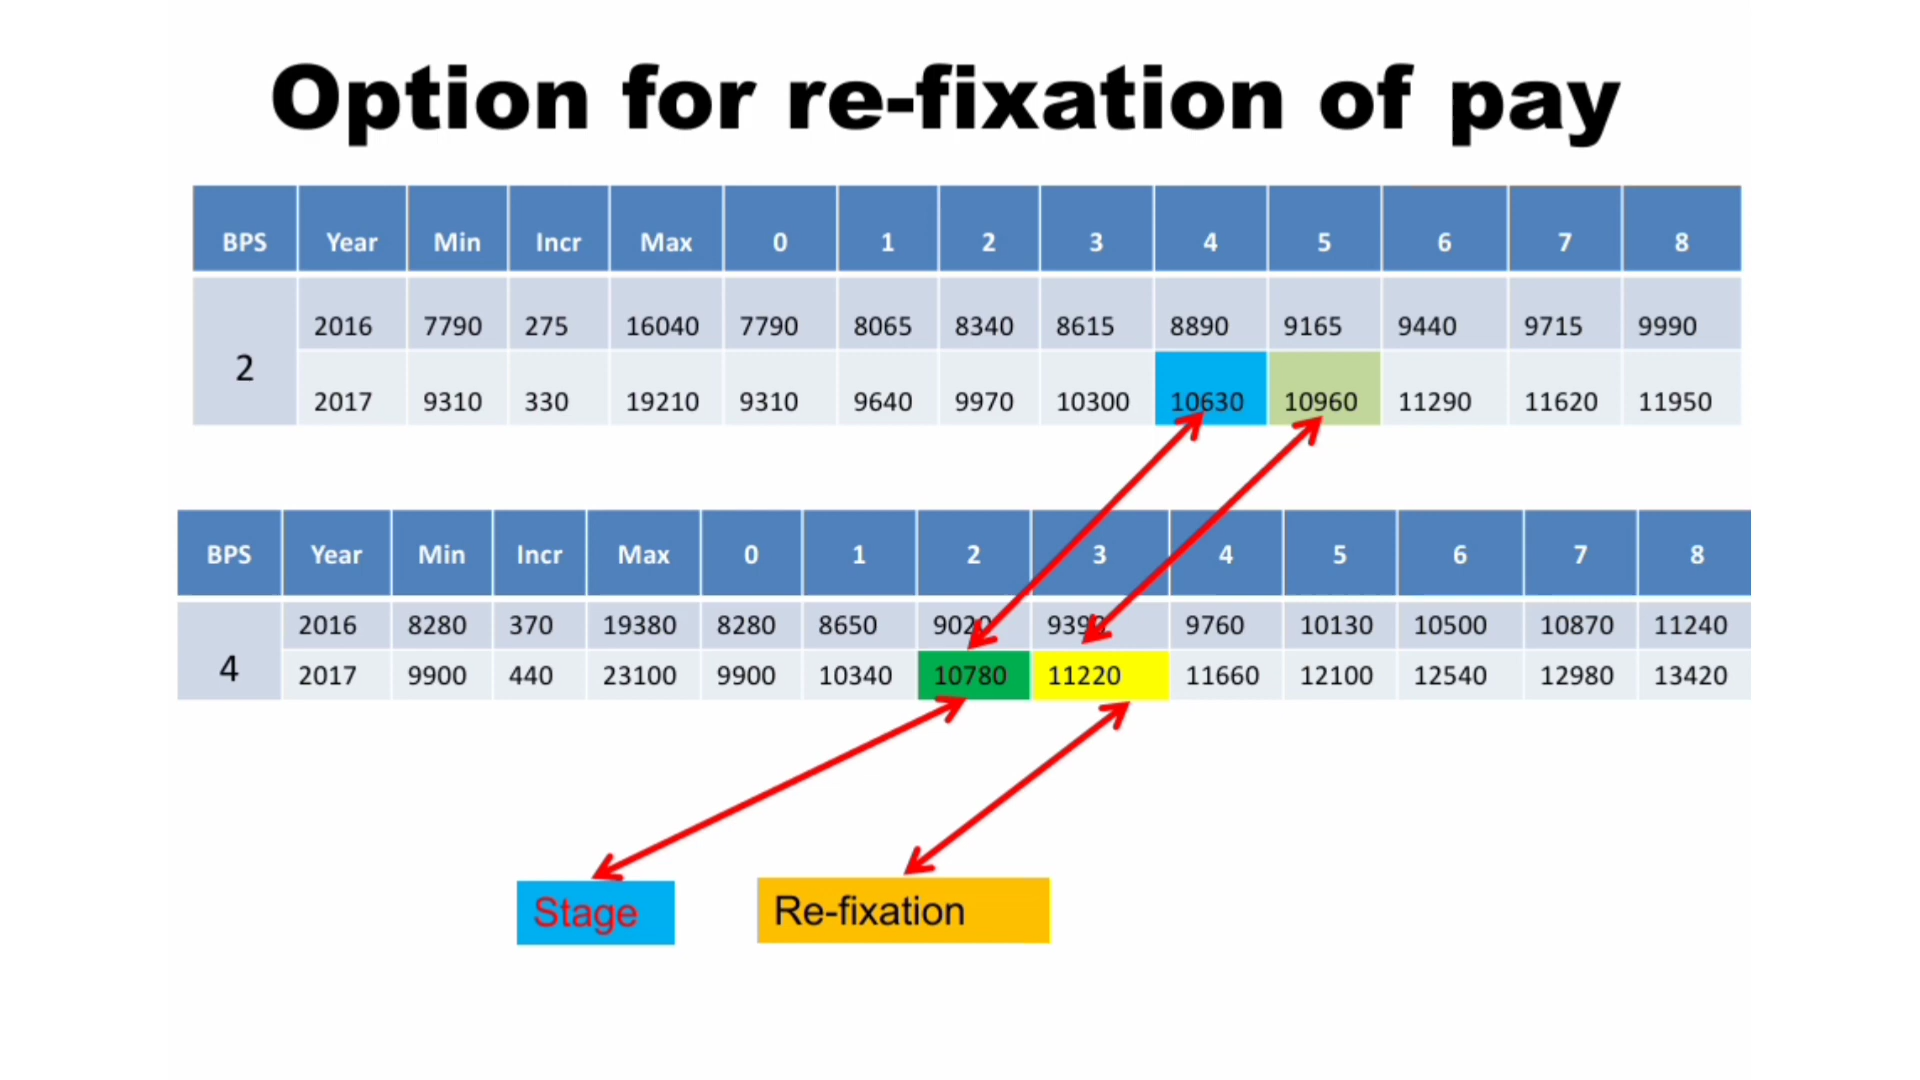 Option for re-fixation of pay
BPS Year Min Incr Max 0 1 2 3 4 5 6 7 8
2016 7790 275 16040 7790 8065 8340 8615 8890 9165 9440 9715 9990
2
2017 9310 330 19210 9310 9640 9970 10300 10630 10960 11290 11620 11950
BPS Year Min Incr Max 0 1 2 3 4 5 6 7 8
2016 8280 370 19380 8280 8650 9020 9390 9760 10130 10500 10870 11240
4
2017 9900 440 23100 9900 10340 10780 11220 11660 12100 12540 12980 13420
Stage Re-fixation